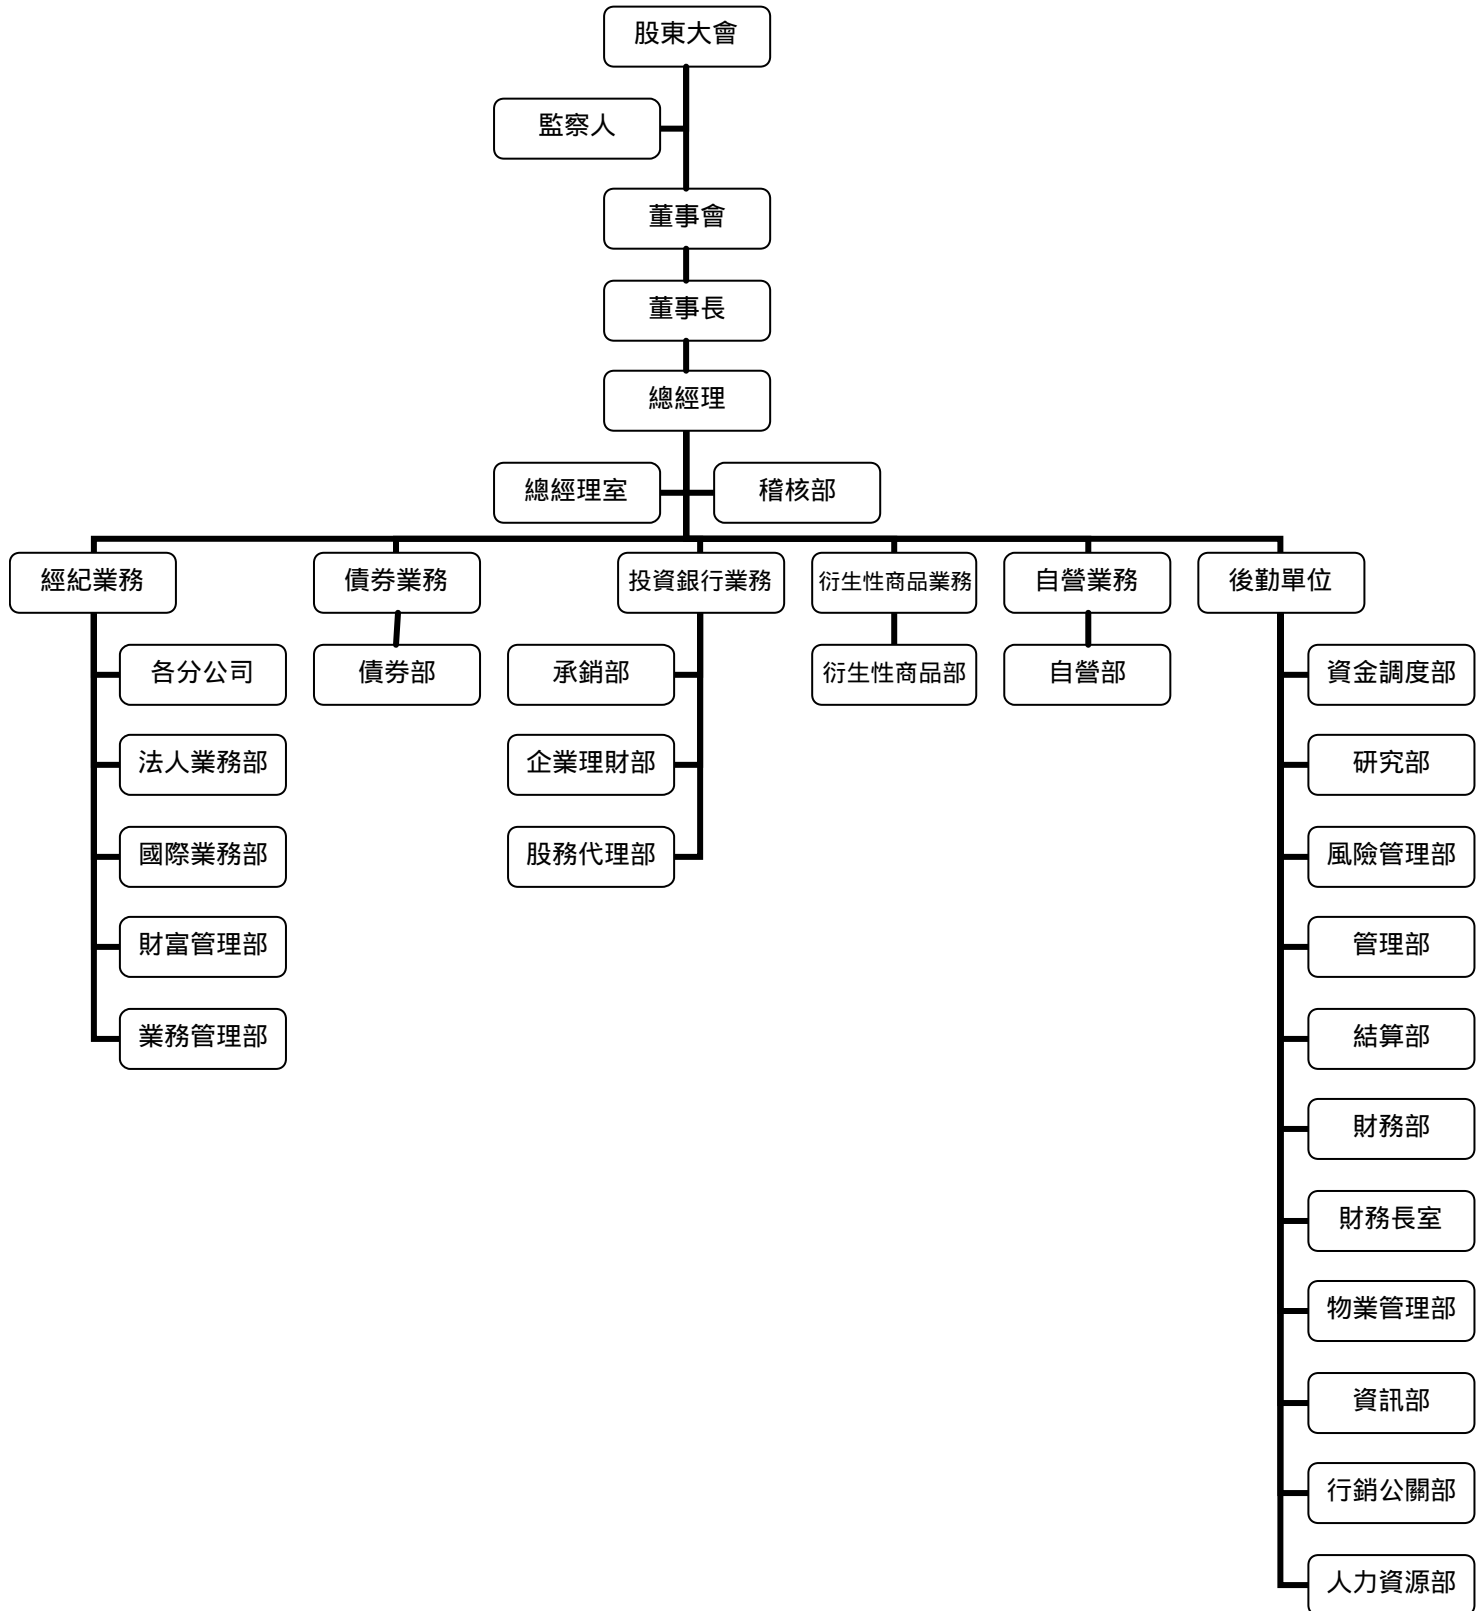 股東大會
監察人
董事會
董事長
總經理
總經理室
稽核部
經紀業務
債券業務
投資銀行業務
衍生性商品業務
自營業務
後勤單位
各分公司
債券部
承銷部
衍生性商品部
自營部
資金調度部
法人業務部
企業理財部
研究部
國際業務部
股務代理部
風險管理部
財富管理部
管理部
業務管理部
結算部
財務部
財務長室
物業管理部
資訊部
行銷公關部
人力資源部